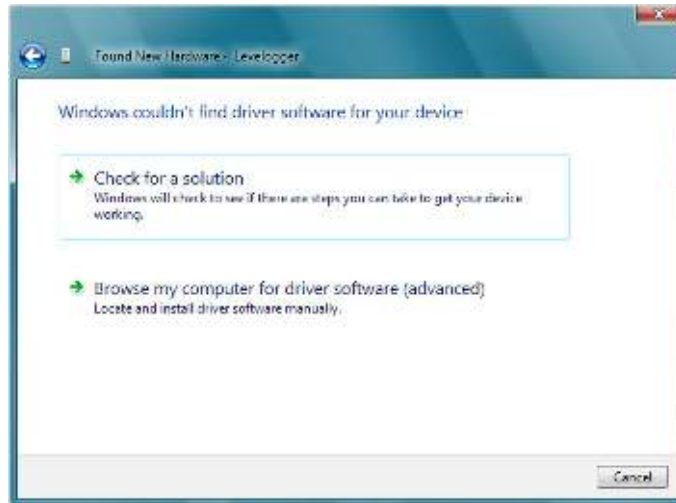 Found New Hardware - Levelogger
Windows couldn't find driver software for your device
Check for a solution
Windows will check to see if there are steps you can take to get your device
working.
Browse my computer for driver software (advanced)
Locate and install driver software manually.
Cancel